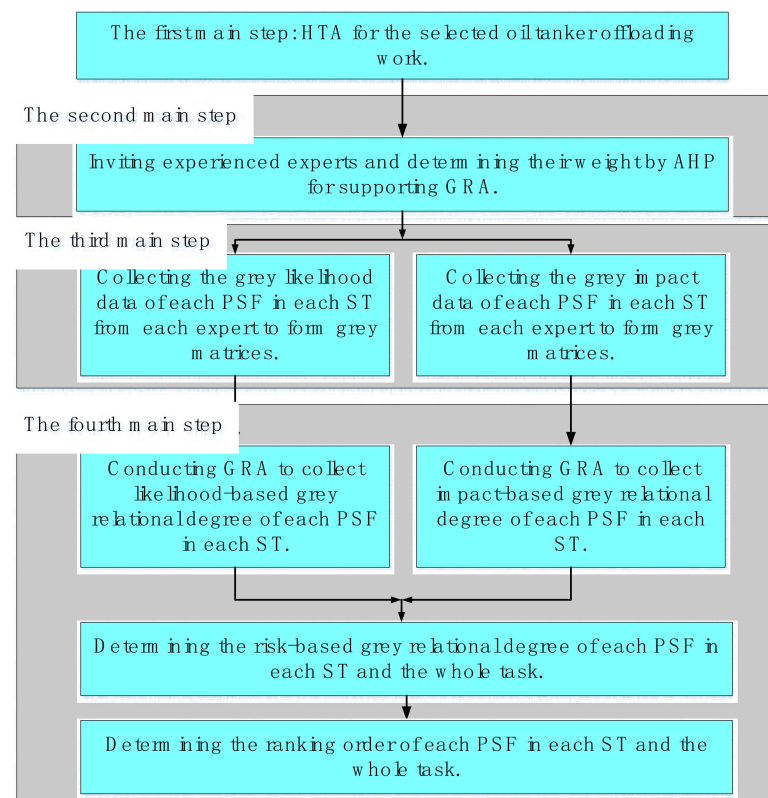 The first main step: HTA for the selected oil tanker offloading
work.
The second main step
Inviting experienced experts and determining their weight by AHP
for supporting GRA.
The third main step
Collecting the grey likelihood
data of each PSF in each ST
from each expert to form grey
matrices.
Collecting the grey impact
data of each PSF in each ST
from each expert to form grey
matrices.
The fourth main step .
Conducting GRA to collect
likelihood-based grey
relational degree of each PSF
in each ST.
Conducting GRA to collect
impact-based grey relational
degree of each PSF in each
ST.
Determining the risk-based grey relational degree of each PSF in
each ST and the whole task.
Determining the ranking order of each PSF in each ST and the
whole task.